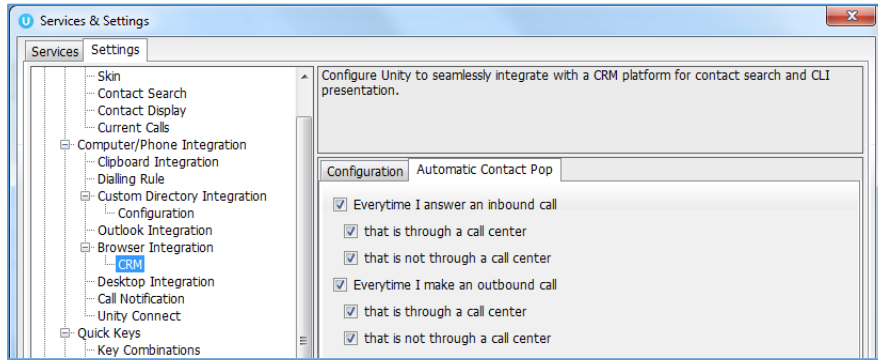 Services & Settings
Services
Settings
Skin
Contact Search
Contact Display
Current Calls
Computer/Phone Integration
Clipboard Integration
Dialling Rule
Custom Directory Integration
Configuration
Outlook Integration
Browser Integration
CRM
Desktop Integration
Call Notification
Unity Connect
Quick Keys
Key Combinations
Configure Unity to seamlessly integrate with a CRM platform for contact search and CLI
presentation.
Configuration
Automatic Contact Pop
Everytime I answer an inbound call
that is through a call center
that is not through a call center
Everytime I make an outbound call
that is through a call center
that is not through a call center